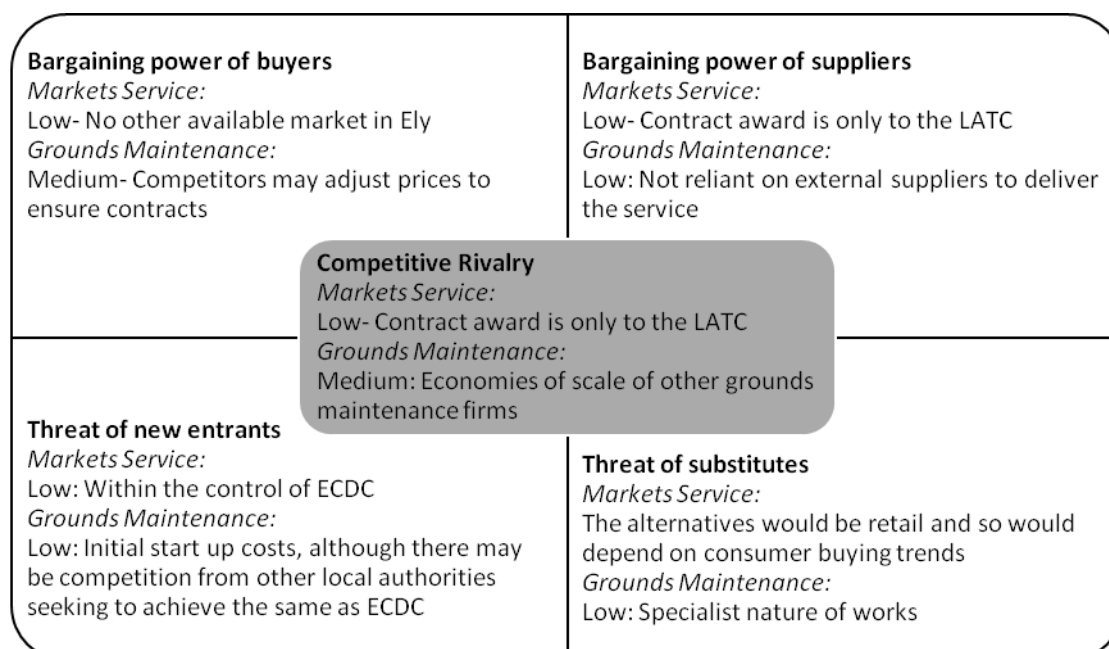 Bargaining power of buyers
Markets Service:
Low- No other available market in Ely
Grounds Maintenance:
Medium- Competitors may adjust prices to
ensure contracts
Bargaining power of suppliers
Markets Service:
Low- Contract award is only to the LATC
Grounds Maintenance:
Low: Not reliant on external suppliers to deliver
the service
Competitive Rivalry
Markets Service:
Low- Contract award is only to the LATC
Grounds Maintenance:
Medium: Economies of scale of other grounds
maintenance firms
Threat of new entrants
Markets Service:
Low: Within the control of ECDC
Grounds Maintenance:
Low: Initial start up costs, although there may
be competition from other local authorities
seeking to achieve the same as ECDC
Threat of substitutes
Markets Service:
The alternatives would be retail and so would
depend on consumer buying trends
Grounds Maintenance:
Low: Specialist nature of works